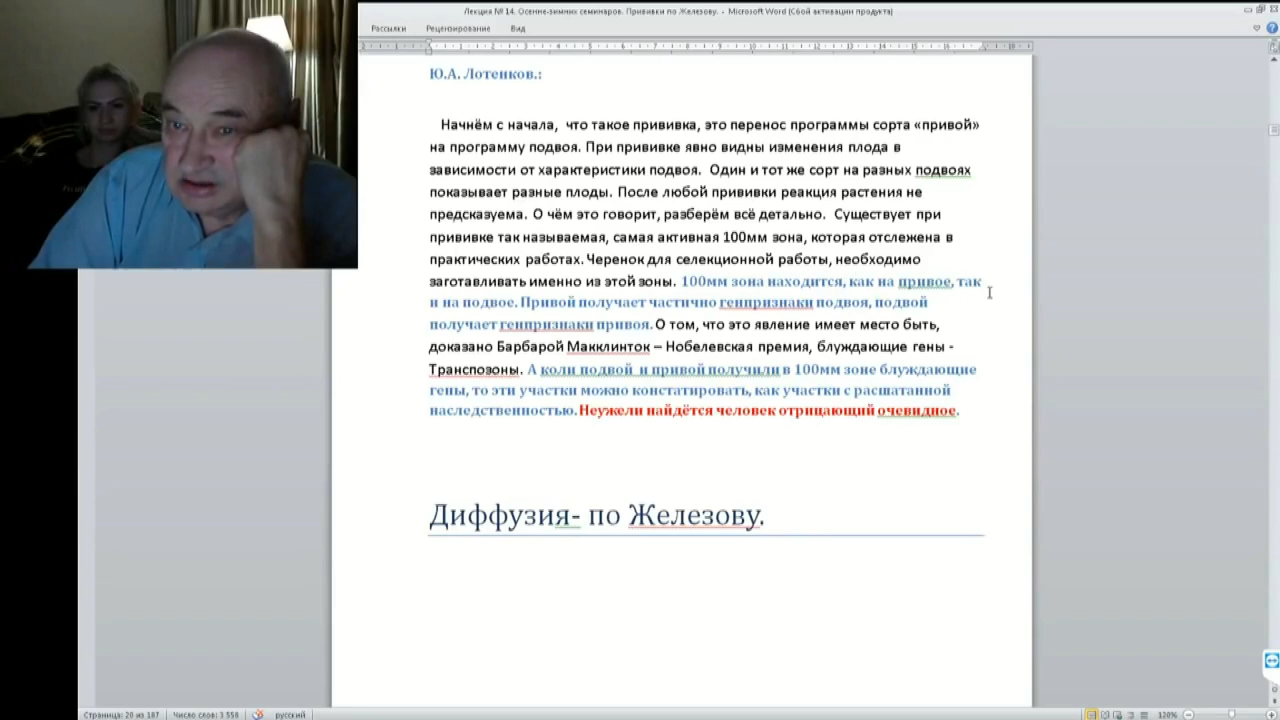 Лекция № 14. Осенне-зимних семинаров. Прививки по Железову. - Microsoft Word (Сбой активации продукта)
Рассылки Рецензирование Вид
Ю.А. Лотенков.:
Начнём с начала, что такое прививка, это перенос программы сорта «привой»
на программу подвоя. При прививке явно видны изменения плода в
зависимости от характеристики подвоя. Один и тот же сорт на разных подвоях
показывает разные плоды. После любой прививки реакция растения не
предсказуема. О чём это говорит, разберём всё детально. Существует при
прививке так называемая, самая активная 100мм зона, которая отслежена в
практических работах. Черенок для селекционной работы, необходимо
заготавливать именно из этой зоны. 100мм зона находится, как на привое, так
и на подвое. Привой получает частично генпризнаки подвоя, подвой
получает генпризнаки привоя. О том, что это явление имеет место быть,
доказано Барбарой Макклинток – Нобелевская премия, блуждающие гены -
Транспозоны. А коли подвой и привой получили в 100мм зоне блуждающие
гены, то эти участки можно констатировать, как участки с расшатанной
наследственностью. Неужели найдётся человек отрицающий очевидное.
Диффузия- по Железову.
Страница: 20 из 187 Число слов: 3 558 русский 120%